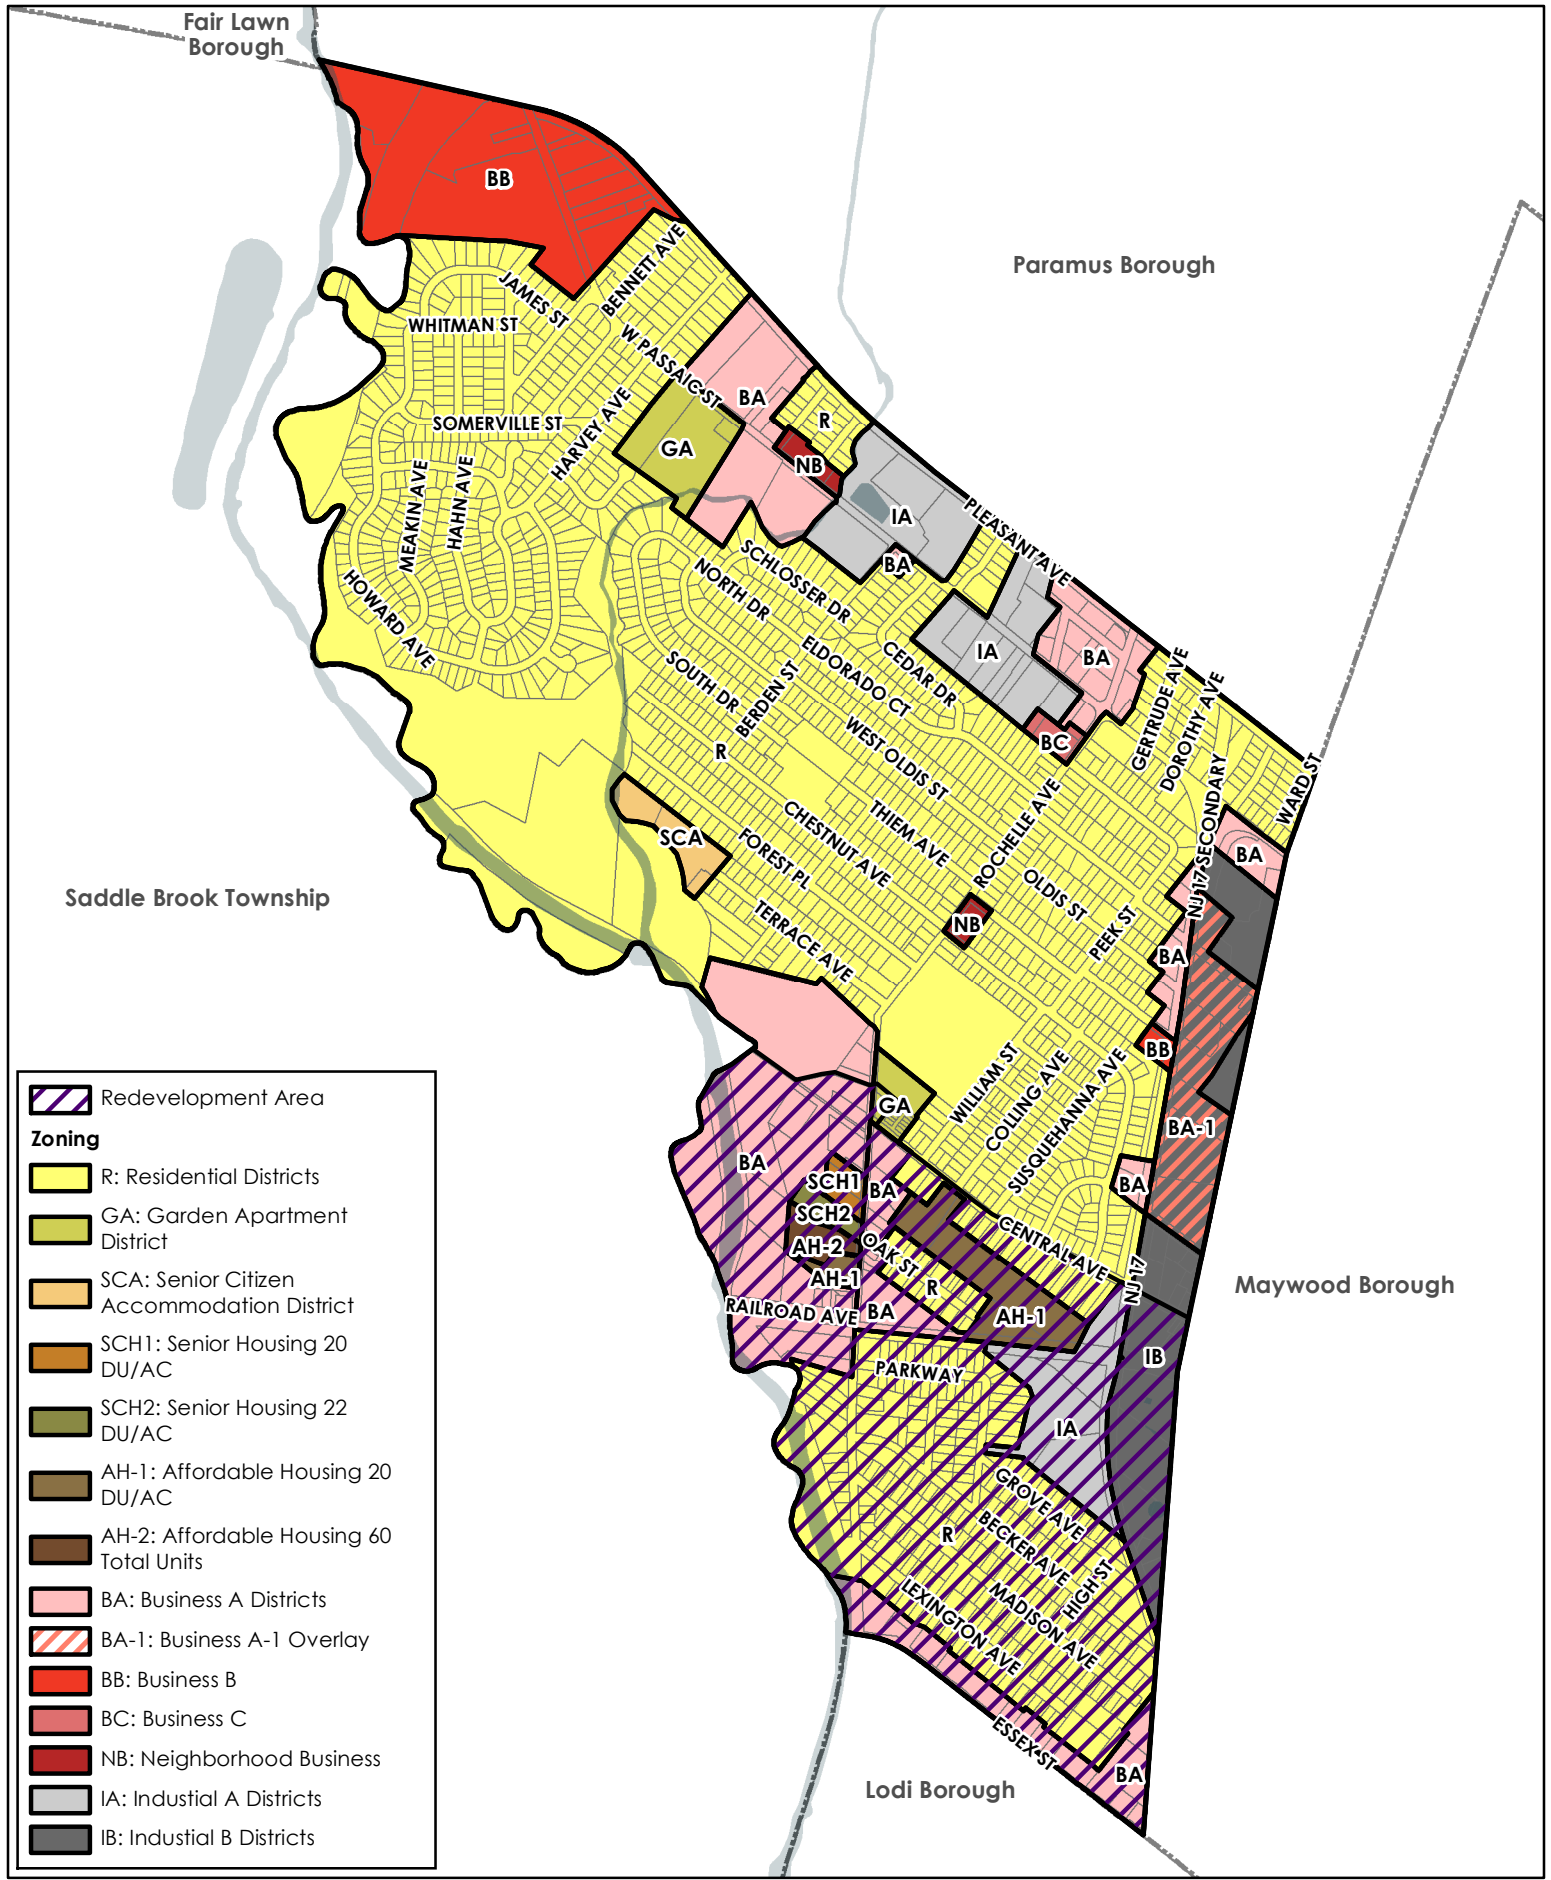 Fair Lawn
Borough
BB
Paramus Borough
BENNETT AVE
JAMES ST
WHITMAN ST
W PASSAIC ST
BA
R
HARVEY AVE
SOMERVILLE ST
GA
NB
MEAKIN AVE
HAHN AVE
IA
PLEASANT AVE
BA
SCHLOSSER DR
NORTH DR
HOWARD AVE
ELDORADO CT
CEDAR DR
IA
BA
SOUTH DR
BERDEN ST
GERTRUDE AVE
DOROTHY AVE
WEST OLDIS ST
BC
R
WARD ST
NJ 17 SECONDARY
CHESTNUT AVE
THIEM AVE
ROCHELLE AVE
SCA
FOREST PL
BA
OLDIS ST
Saddle Brook Township
TERRACE AVE
NB
PEEK ST
BA
BB
WILLIAM ST
COLLING AVE
SUSQUEHANNA AVE
GA
BA-1
BA
SCH1
BA
BA
SCH2
AH-2
OAK ST
CENTRAL AVE
AH-1
R
NJ 17
Maywood Borough
RAILROAD AVE
BA
AH-1
IB
PARKWAY
IA
GROVE AVE
BECKER AVE
R
HIGH ST
MADISON AVE
LEXINGTON AVE
ESSEX ST
BA
Lodi Borough
Redevelopment Area
Zoning
R: Residential Districts
GA: Garden Apartment
District
SCA: Senior Citizen
Accommodation District
SCH1: Senior Housing 20
DU/AC
SCH2: Senior Housing 22
DU/AC
AH-1: Affordable Housing 20
DU/AC
AH-2: Affordable Housing 60
Total Units
BA: Business A Districts
BA-1: Business A-1 Overlay
BB: Business B
BC: Business C
NB: Neighborhood Business
IA: Industial A Districts
IB: Industial B Districts